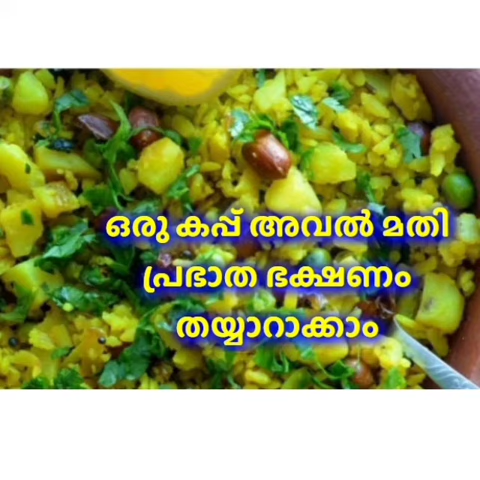 ഒരു കപ്പ് അവൽ മതി
പ്രഭാത ഭക്ഷണം
തയ്യാറാക്കാം